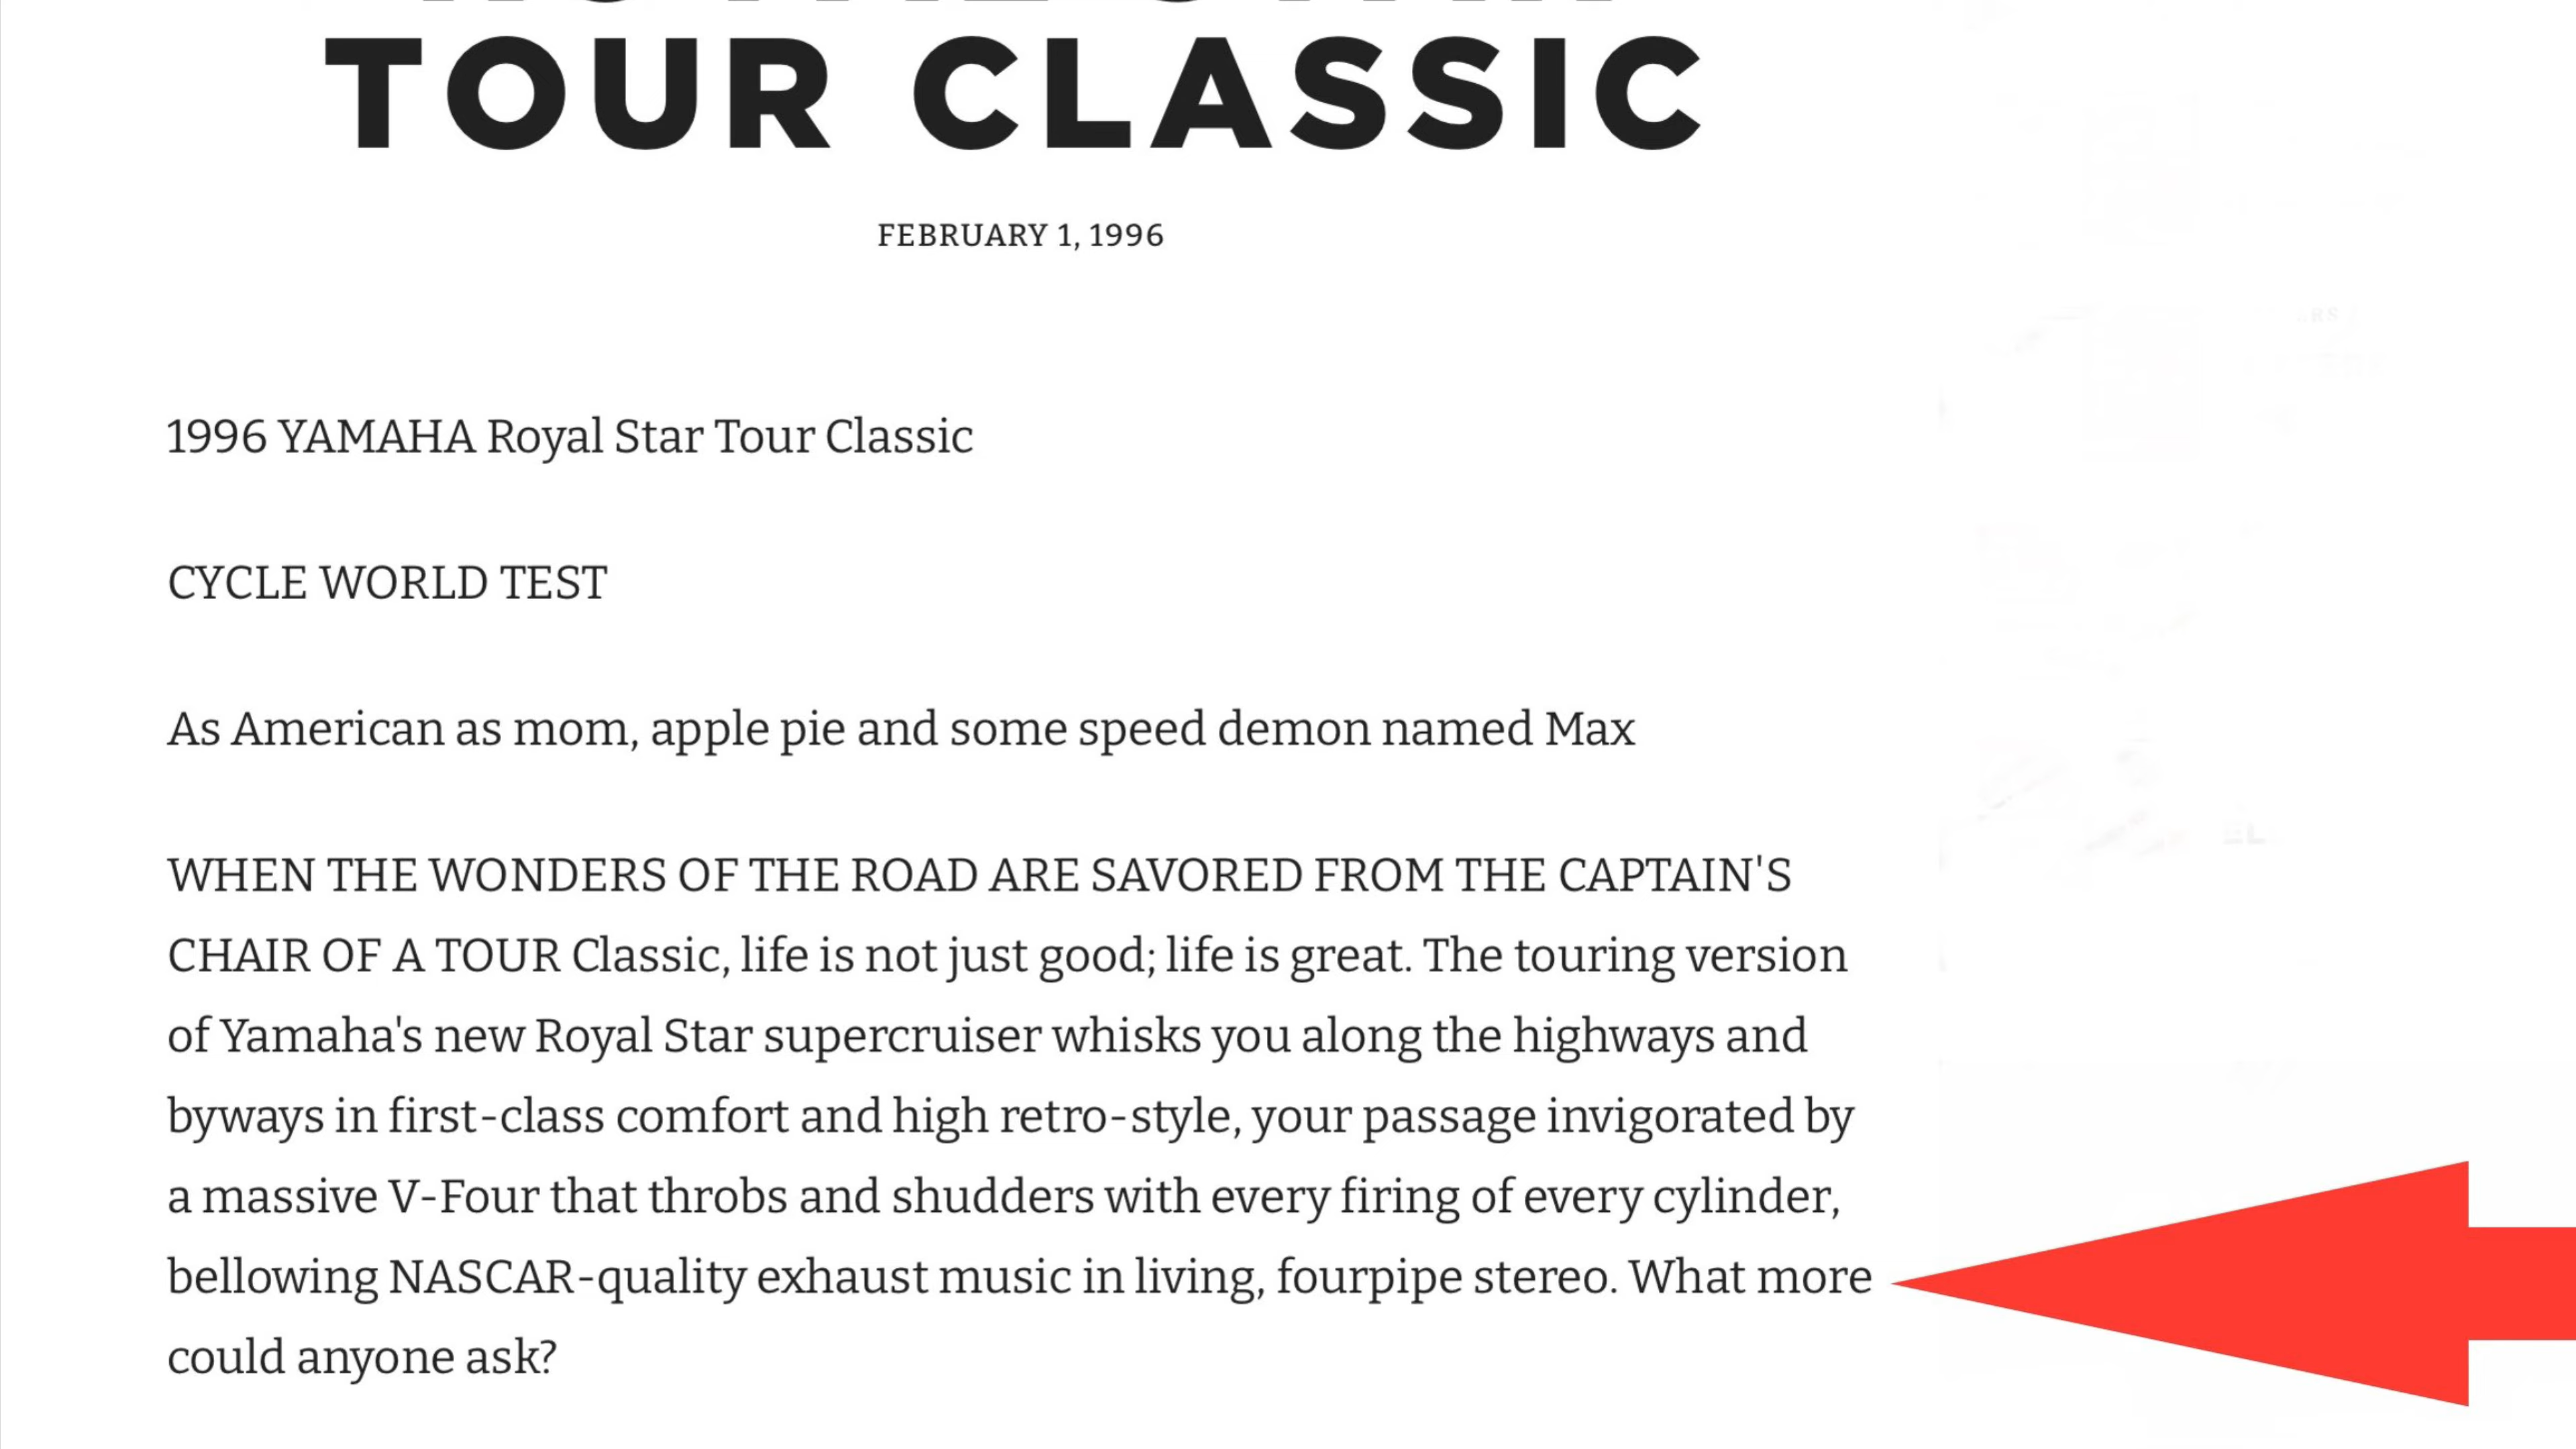 TOUR CLASSIC
FEBRUARY 1, 1996
1996 YAMAHA Royal Star Tour Classic
CYCLE WORLD TEST
As American as mom, apple pie and some speed demon named Max
WHEN THE WONDERS OF THE ROAD ARE SAVORED FROM THE CAPTAIN'S
CHAIR OF A TOUR Classic, life is not just good; life is great. The touring version
of Yamaha's new Royal Star supercruiser whisks you along the highways and
byways in first-class comfort and high retro-style, your passage invigorated by
a massive V-Four that throbs and shudders with every firing of every cylinder,
bellowing NASCAR-quality exhaust music in living, fourpipe stereo. What more
could anyone ask?